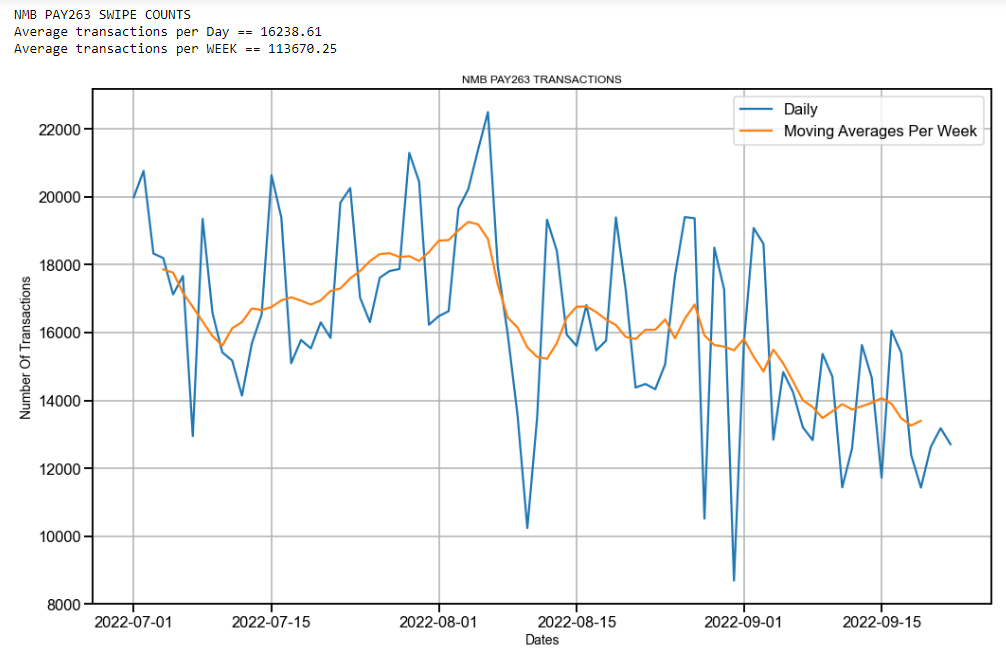 NMB PAY263 SWIPE COUNTS
Average transactions per Day == 16238.61
Average transactions per WEEK == 113670.25
NMB PAY263 TRANSACTIONS
Daily
Moving Averages Per Week
Number Of Transactions
22000
20000
18000
16000
14000
12000
10000
8000
2022-07-01 2022-07-15 2022-08-01 2022-08-15 2022-09-01 2022-09-15
Dates